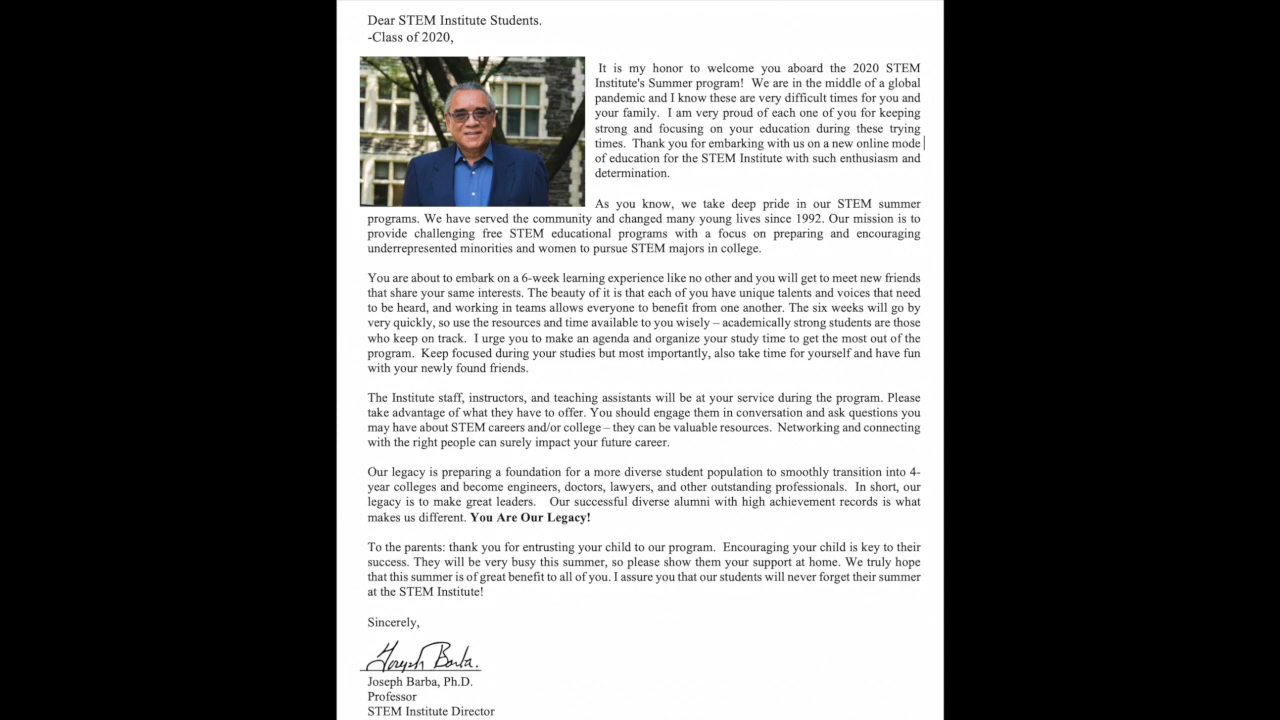 Dear STEM Institute Students.
-Class of 2020,
It is my honor to welcome you aboard the 2020 STEM
Institute's Summer program! We are in the middle of a global
pandemic and I know these are very difficult times for you and
your family. I am very proud of each one of you for keeping
strong and focusing on your education during these trying
times. Thank you for embarking with us on a new online mode
of education for the STEM Institute with such enthusiasm and
determination.
As you know, we take deep pride in our STEM summer
programs. We have served the community and changed many young lives since 1992. Our mission is to
provide challenging free STEM educational programs with a focus on preparing and encouraging
underrepresented minorities and women to pursue STEM majors in college.
You are about to embark on a 6-week learning experience like no other and you will get to meet new friends
that share your same interests. The beauty of it is that each of you have unique talents and voices that need
to be heard, and working in teams allows everyone to benefit from one another. The six weeks will go by
very quickly, so use the resources and time available to you wisely – academically strong students are those
who keep on track. I urge you to make an agenda and organize your study time to get the most out of the
program. Keep focused during your studies but most importantly, also take time for yourself and have fun
with your newly found friends.
The Institute staff, instructors, and teaching assistants will be at your service during the program. Please
take advantage of what they have to offer. You should engage them in conversation and ask questions you
may have about STEM careers and/or college – they can be valuable resources. Networking and connecting
with the right people can surely impact your future career.
Our legacy is preparing a foundation for a more diverse student population to smoothly transition into 4-
year colleges and become engineers, doctors, lawyers, and other outstanding professionals. In short, our
legacy is to make great leaders. Our successful diverse alumni with high achievement records is what
makes us different. You Are Our Legacy!
To the parents: thank you for entrusting your child to our program. Encouraging your child is key to their
success. They will be very busy this summer, so please show them your support at home. We truly hope
that this summer is of great benefit to all of you. I assure you that our students will never forget their summer
at the STEM Institute!
Sincerely,
Joseph Barba.
Joseph Barba, Ph.D.
Professor
STEM Institute Director